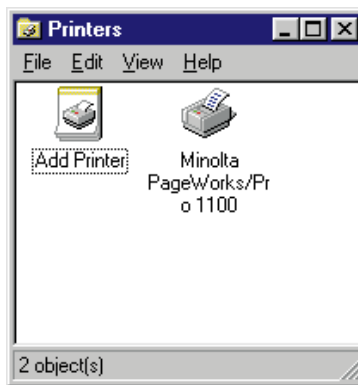 Printers
File Edit View Help
Add Printer
Minolta
PageWorks/Pr
o 1100
2 object(s)